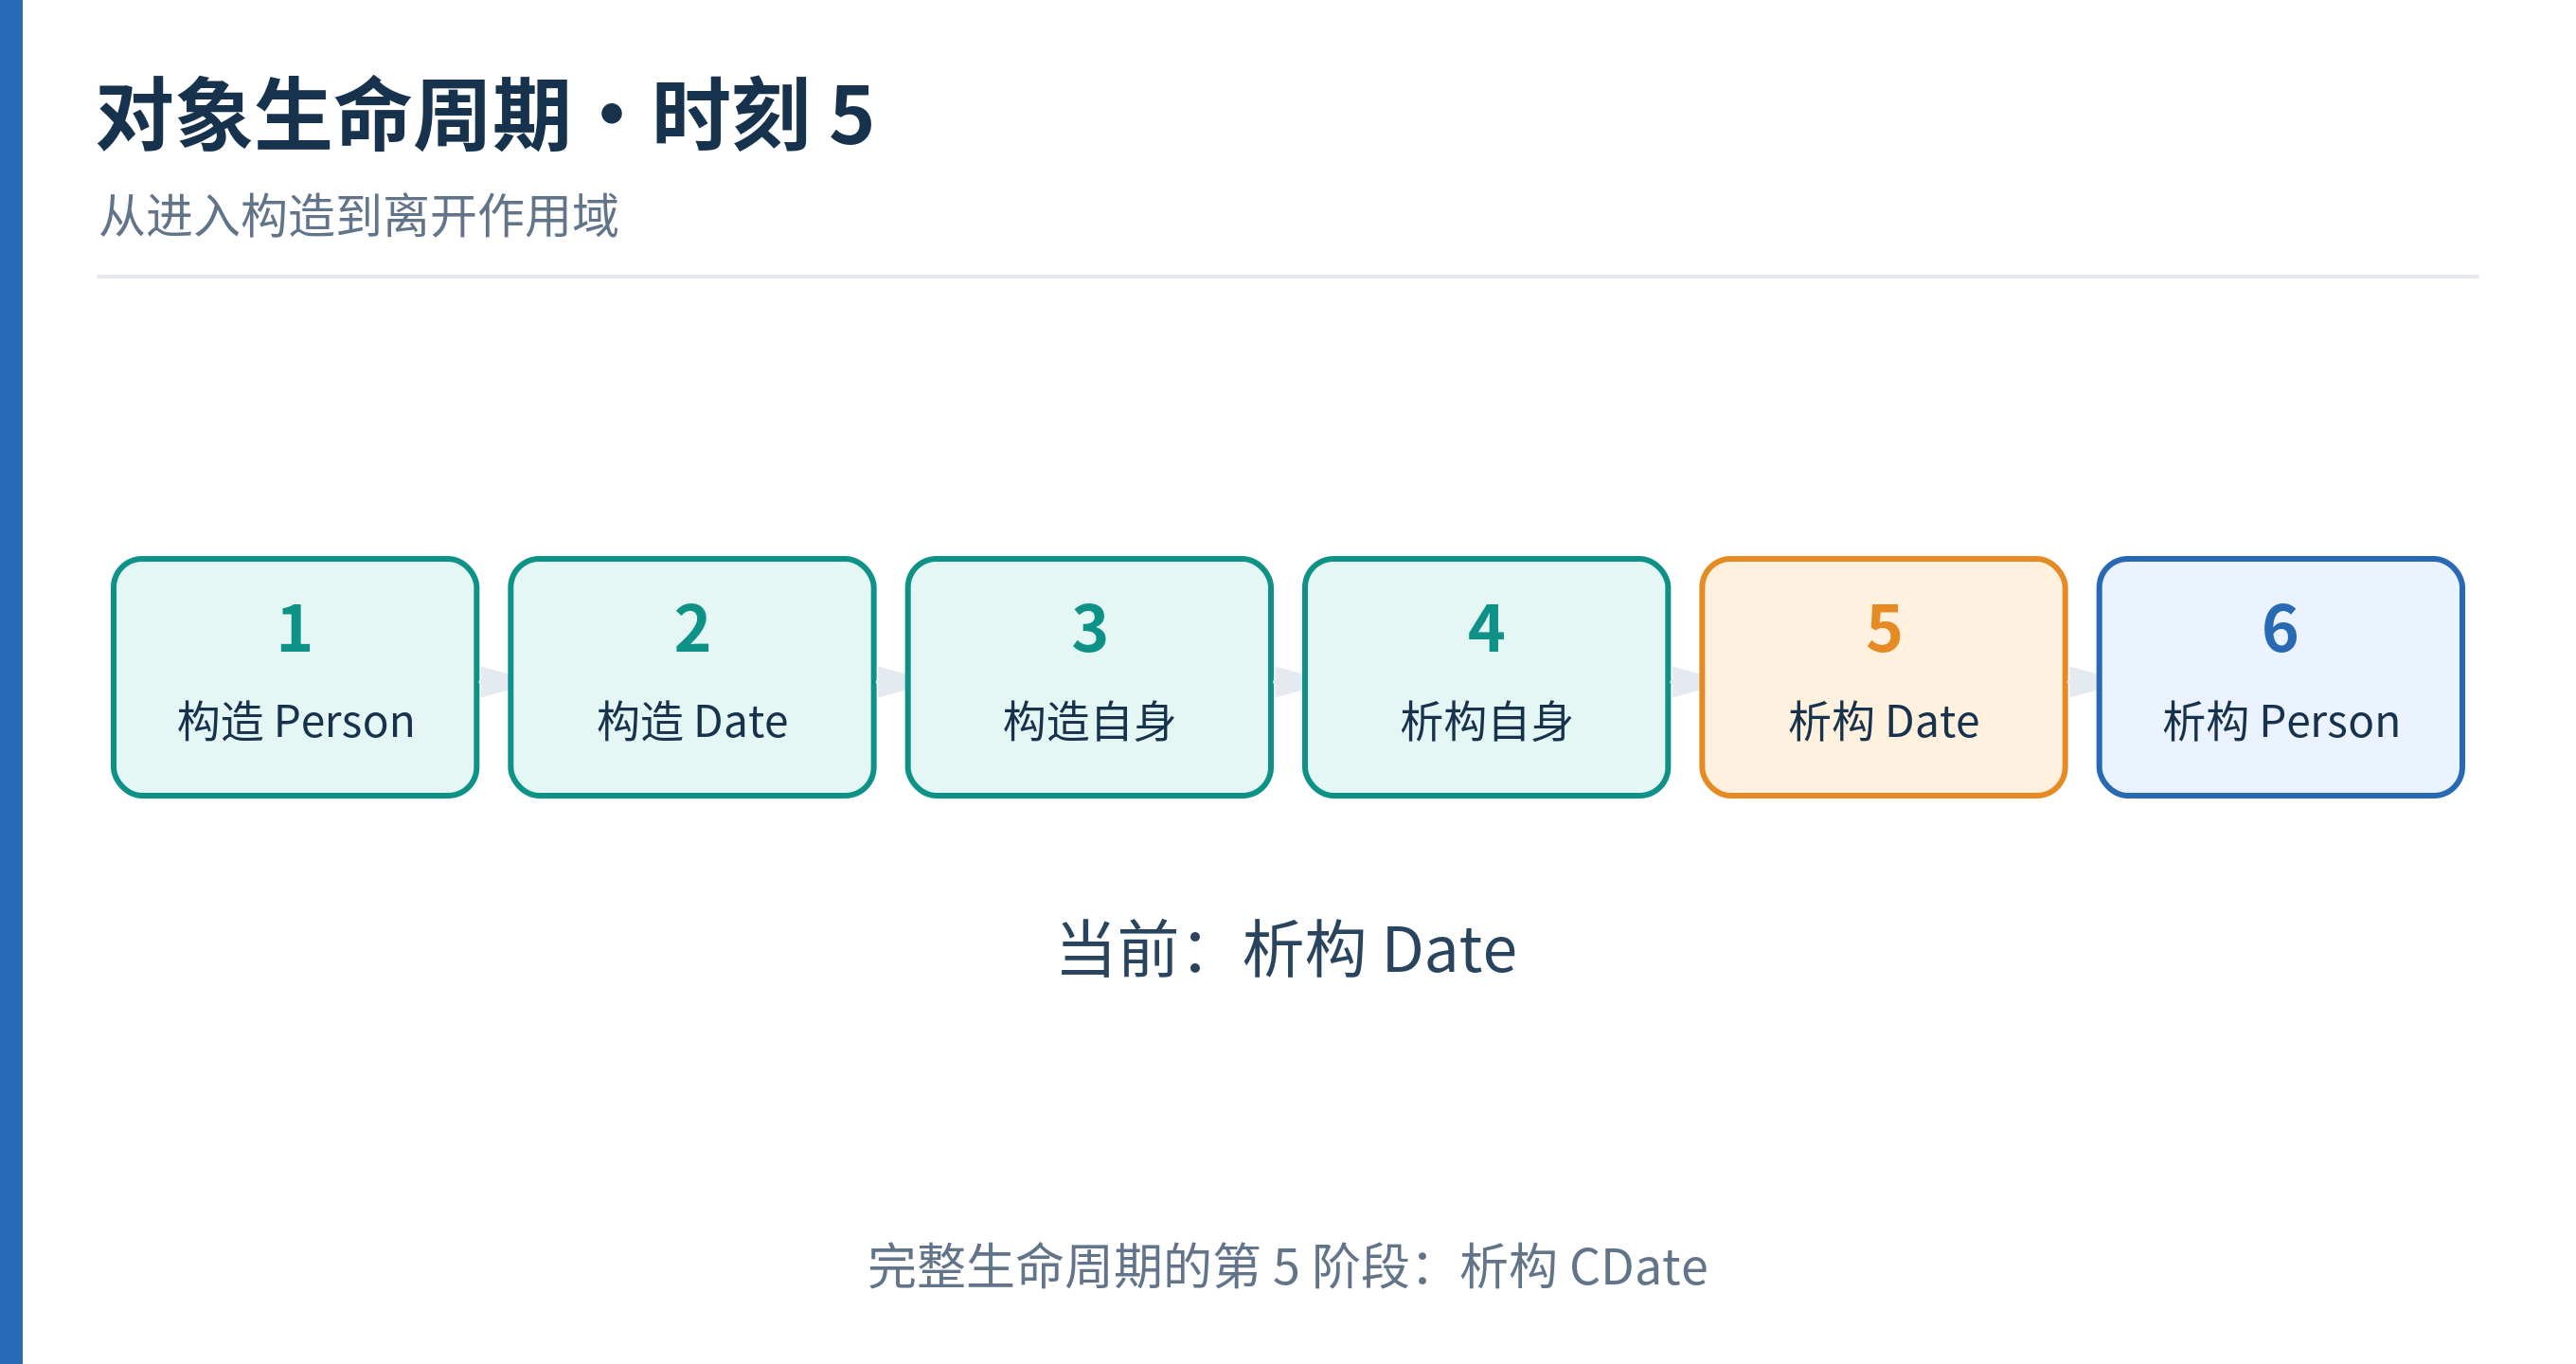 对象生命周期·时刻 5
从进入构造到离开作用域
1
构造 Person
2
构造 Date
3
构造自身
4
析构自身
5
析构 Date
6
析构 Person
当前：析构 Date
完整生命周期的第 5 阶段：析构 CDate